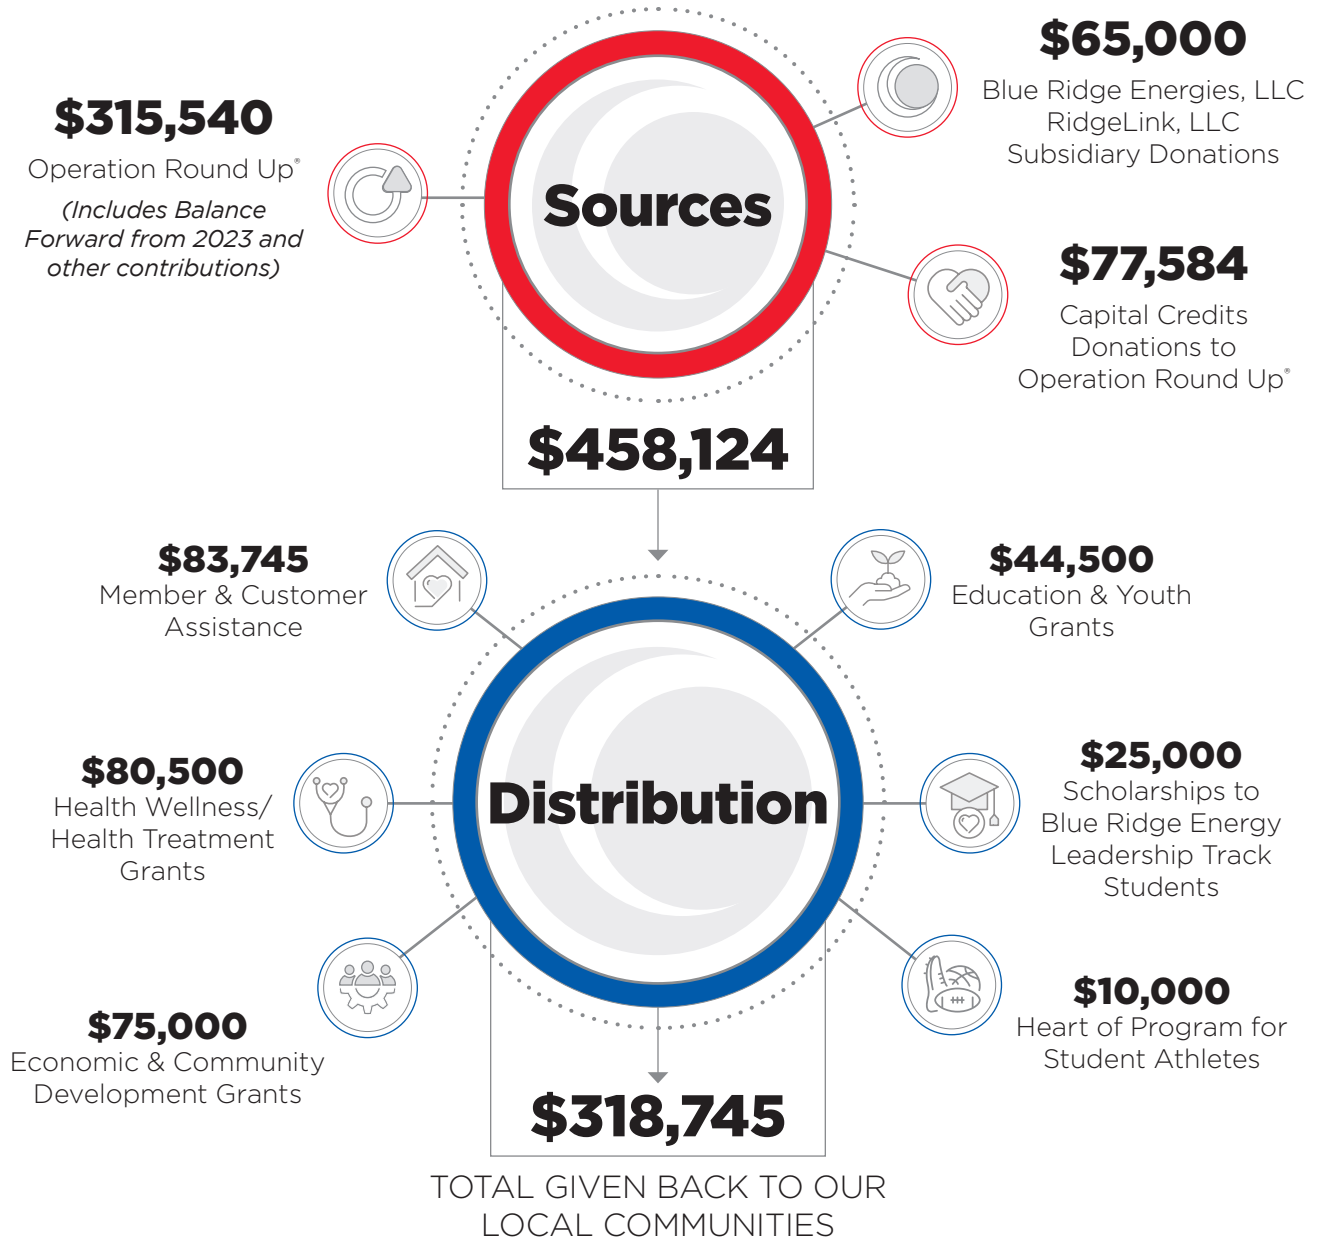 $315,540
Operation Round Up®
(Includes Balance
Forward from 2023 and
other contributions)
Sources
$65,000
Blue Ridge Energies, LLC
RidgeLink, LLC
Subsidiary Donations
$77,584
Capital Credits
Donations to
Operation Round Up®
$458,124
$83,745
Member & Customer
Assistance
$80,500
Health Wellness/
Health Treatment
Grants
$75,000
Economic & Community
Development Grants
Distribution
$44,500
Education & Youth
Grants
$25,000
Scholarships to
Blue Ridge Energy
Leadership Track
Students
$10,000
Heart of Program for
Student Athletes
$318,745
TOTAL GIVEN BACK TO OUR
LOCAL COMMUNITIES